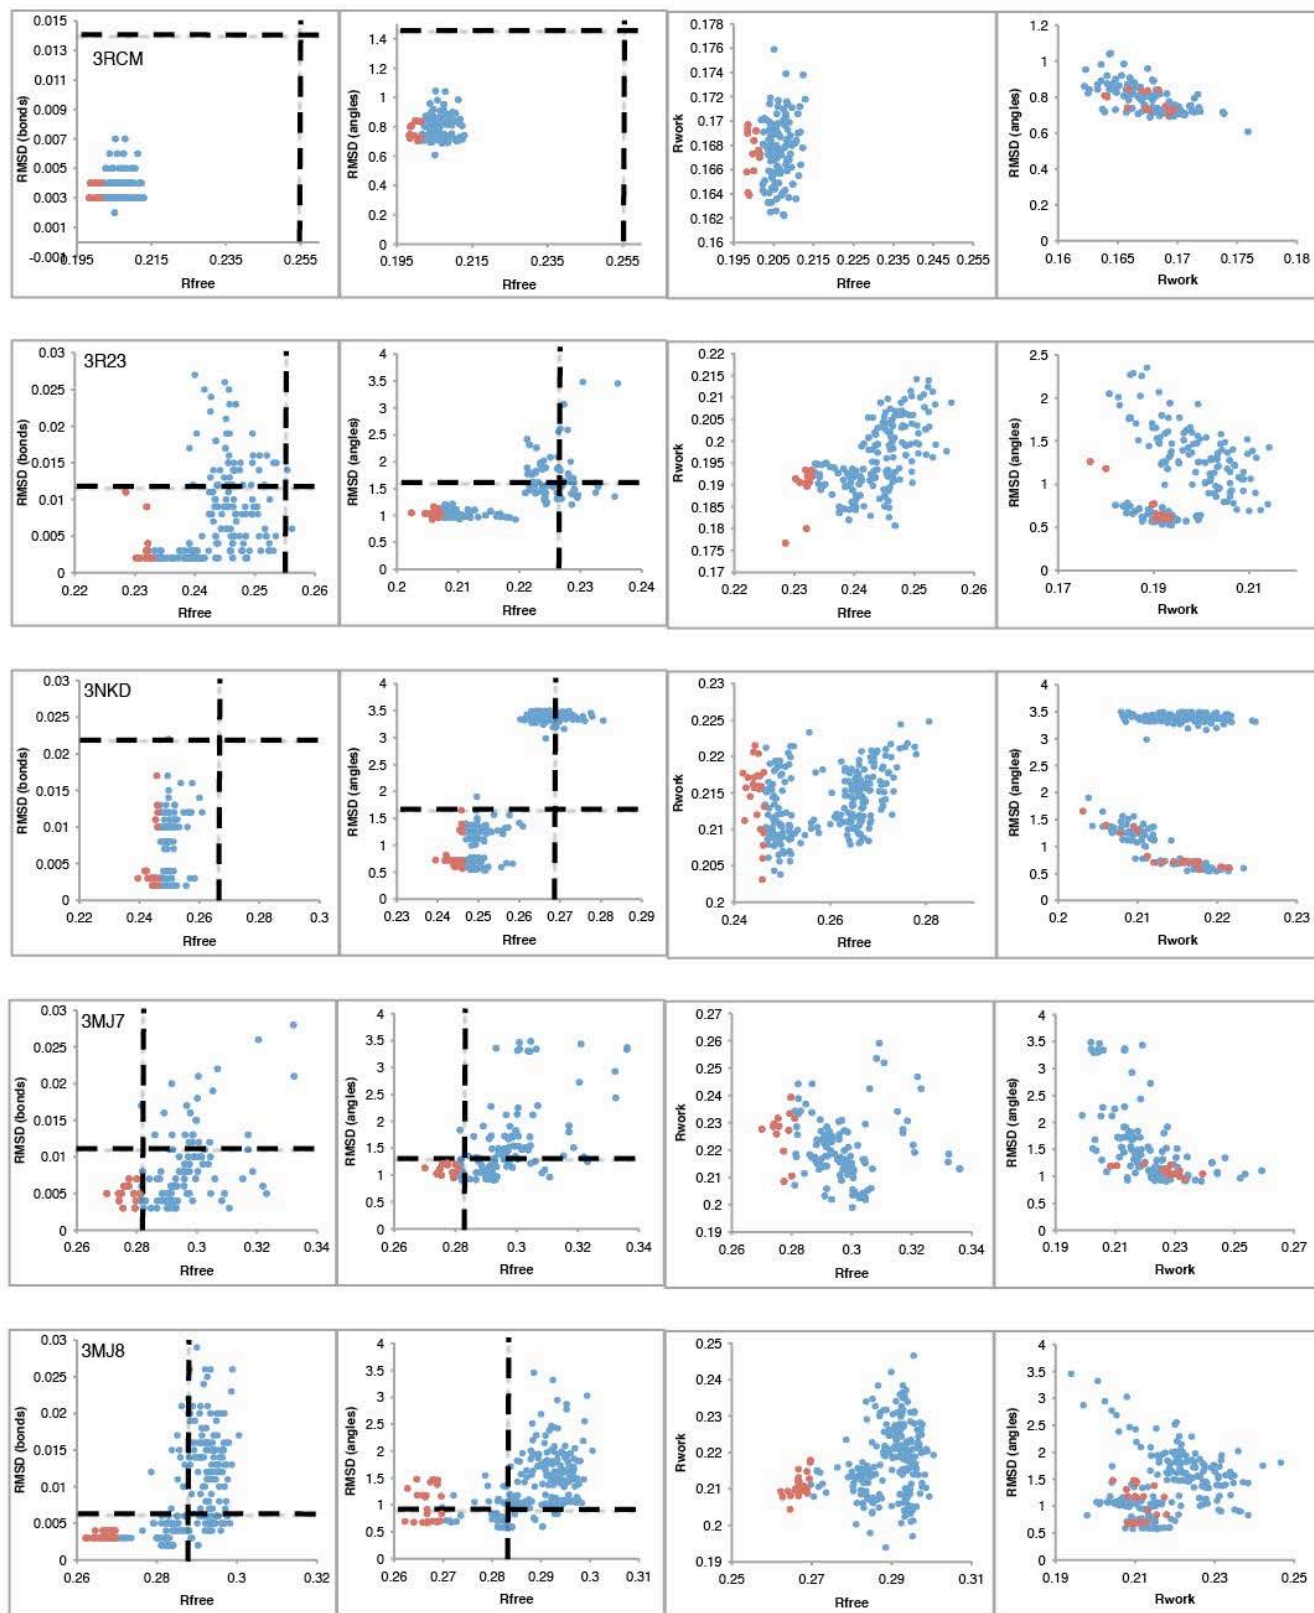 0.015
0.013
3RCM
0.011
0.009
0.007
0.005
0.003
0.001
-0.001
RMSD (bonds)
0.195 0.215 0.235 0.255
Rfree
1.4
1.2
1
0.8
0.6
0.4
0.2
0
RMSD (angles)
0.195 0.215 0.235 0.255
Rfree
0.178
0.176
0.174
0.172
0.17
0.168
0.166
0.164
0.162
0.16
Rwork
0.195 0.205 0.215 0.225 0.235 0.245 0.255
Rfree
1.2
1
0.8
0.6
0.4
0.2
0
RMSD (angles)
0.16 0.165 0.17 0.175 0.18
Rwork
0.03
3R23
0.025
0.02
0.015
0.01
0.005
0
RMSD (bonds)
0.22 0.23 0.24 0.25 0.26
Rfree
4
3.5
3
2.5
2
1.5
1
0.5
0
RMSD (angles)
0.2 0.21 0.22 0.23 0.24
Rfree
0.22
0.215
0.21
0.205
0.2
0.195
0.19
0.185
0.18
0.175
0.17
Rwork
0.22 0.23 0.24 0.25 0.26
Rfree
2.5
2
1.5
1
0.5
0
RMSD (angles)
0.17 0.19 0.21
Rwork
0.03
3NKD
0.025
0.02
0.015
0.01
0.005
0
RMSD (bonds)
0.22 0.24 0.26 0.28 0.3
Rfree
4
3.5
3
2.5
2
1.5
1
0.5
0
RMSD (angles)
0.23 0.24 0.25 0.26 0.27 0.28 0.29
Rfree
0.23
0.225
0.22
0.215
0.21
0.205
0.2
Rwork
0.24 0.26 0.28
Rfree
4
3.5
3
2.5
2
1.5
1
0.5
0
RMSD (angles)
0.2 0.21 0.22 0.23
Rwork
0.03
3MJ7
0.025
0.02
0.015
0.01
0.005
0
RMSD (bonds)
0.26 0.28 0.3 0.32 0.34
Rfree
4
3.5
3
2.5
2
1.5
1
0.5
0
RMSD (angles)
0.26 0.28 0.3 0.32 0.34
Rfree
0.27
0.26
0.25
0.24
0.23
0.22
0.21
0.2
0.19
Rwork
0.26 0.28 0.3 0.32 0.34
Rfree
4
3.5
3
2.5
2
1.5
1
0.5
0
RMSD (angles)
0.19 0.21 0.23 0.25 0.27
Rwork
0.03
3MJ8
0.025
0.02
0.015
0.01
0.005
0
RMSD (bonds)
0.26 0.28 0.3 0.32
Rfree
4
3.5
3
2.5
2
1.5
1
0.5
0
RMSD (angles)
0.26 0.27 0.28 0.29 0.3 0.31
Rfree
0.25
0.24
0.23
0.22
0.21
0.2
0.19
Rwork
0.25 0.27 0.29 0.31
Rfree
4
3.5
3
2.5
2
1.5
1
0.5
0
RMSD (angles)
0.19 0.21 0.23 0.25
Rwork